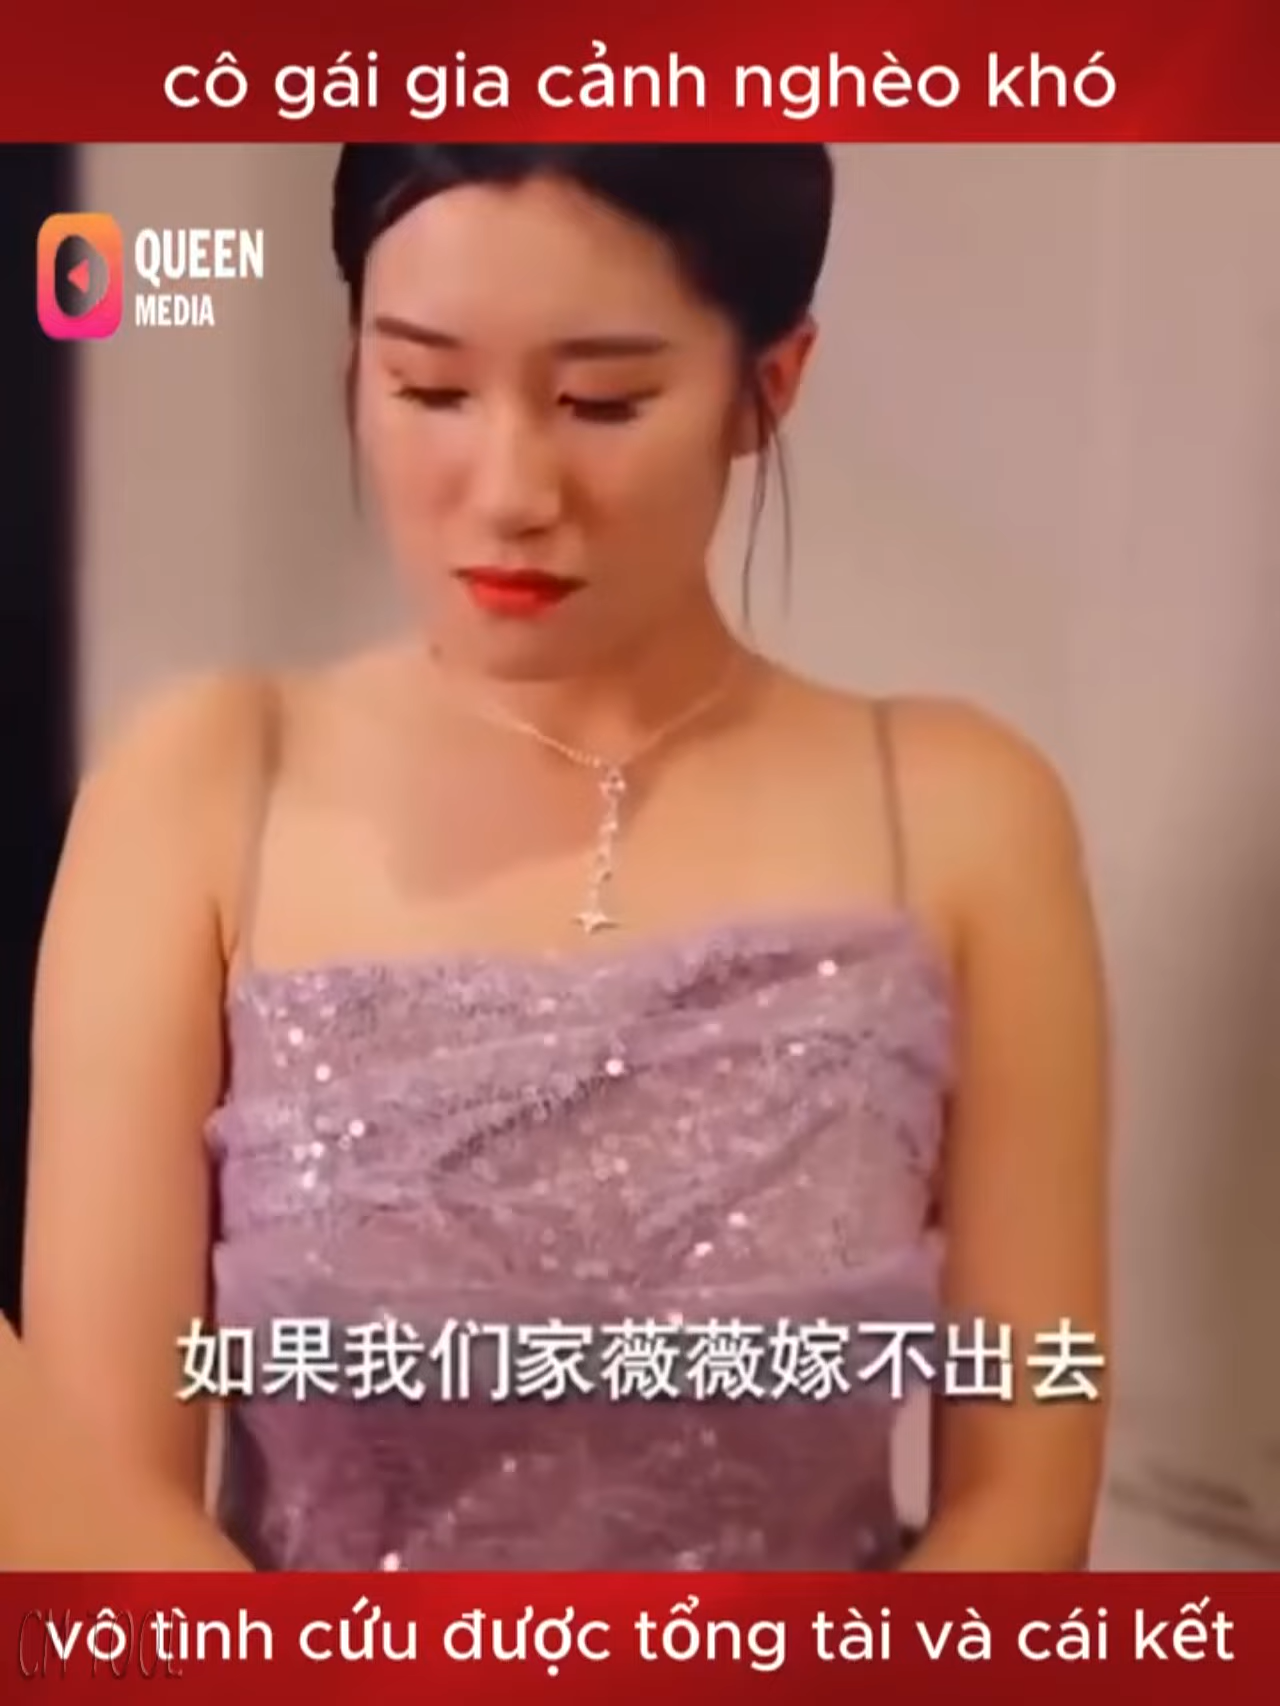 cô gái gia cảnh nghèo khó
QUEEN
MEDIA
如果我们家薇薇嫁不出去
vô tình cứu được tổng tài và cái kết